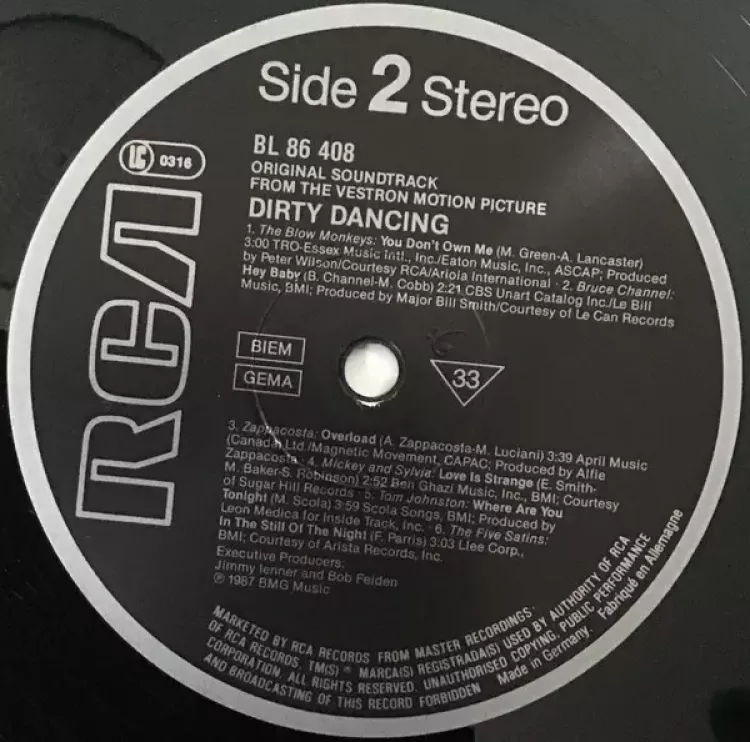 Side 2 Stereo
BL 86 408
LC 0316
ORIGINAL SOUNDTRACK
FROM THE VESTRON MOTION PICTURE
DIRTY DANCING
1. The Blow Monkeys: You Don't Own Me (M. Green-A. Lancaster)
3:00 TRO-Essex Music Intl., Inc./Eaton Music, Inc., ASCAP; Produced
by Peter Wilson/Courtesy RCA/Ariola International · 2. Bruce Channel:
Hey Baby (B. Channel-M. Cobb) 2:21 CBS Unart Catalog Inc./Le Bill
Music, BMI; Produced by Major Bill Smith/Courtesy of Le Can Records
RCA
BIEM
GEMA
33
3. Zappacosta: Overload (A. Zappacosta-M. Luciani) 3:39 April Music
(Canada) Ltd./Magnetic Movement, CAPAC; Produced by Alfie
Zappacosta · 4. Mickey and Sylvia: Love Is Strange (E. Smith-
M. Baker-S. Robinson) 2:52 Ben Ghazi Music, Inc., BMI; Courtesy
of Sugar Hill Records · 5. Tom Johnston: Where Are You
Tonight (M. Scola) 3:59 Scola Songs, BMI; Produced by
Leon Medica for Inside Track, Inc. · 6. The Five Satins:
In The Still Of The Night (F. Parris) 3:03 Llee Corp.,
BMI; Courtesy of Arista Records, Inc.
Executive Producers:
Jimmy Ienner and Bob Feiden
℗ 1987 BMG Music
MARKETED BY RCA RECORDS FROM MASTER RECORDINGS.
OF RCA RECORDS. TM(S) ® MARCA(S) REGISTRADA(S) USED BY AUTHORITY OF RCA
CORPORATION. ALL RIGHTS RESERVED. UNAUTHORISED COPYING, PUBLIC PERFORMANCE
AND BROADCASTING OF THIS RECORD FORBIDDEN
Made in Germany. Fabriqué en Allemagne